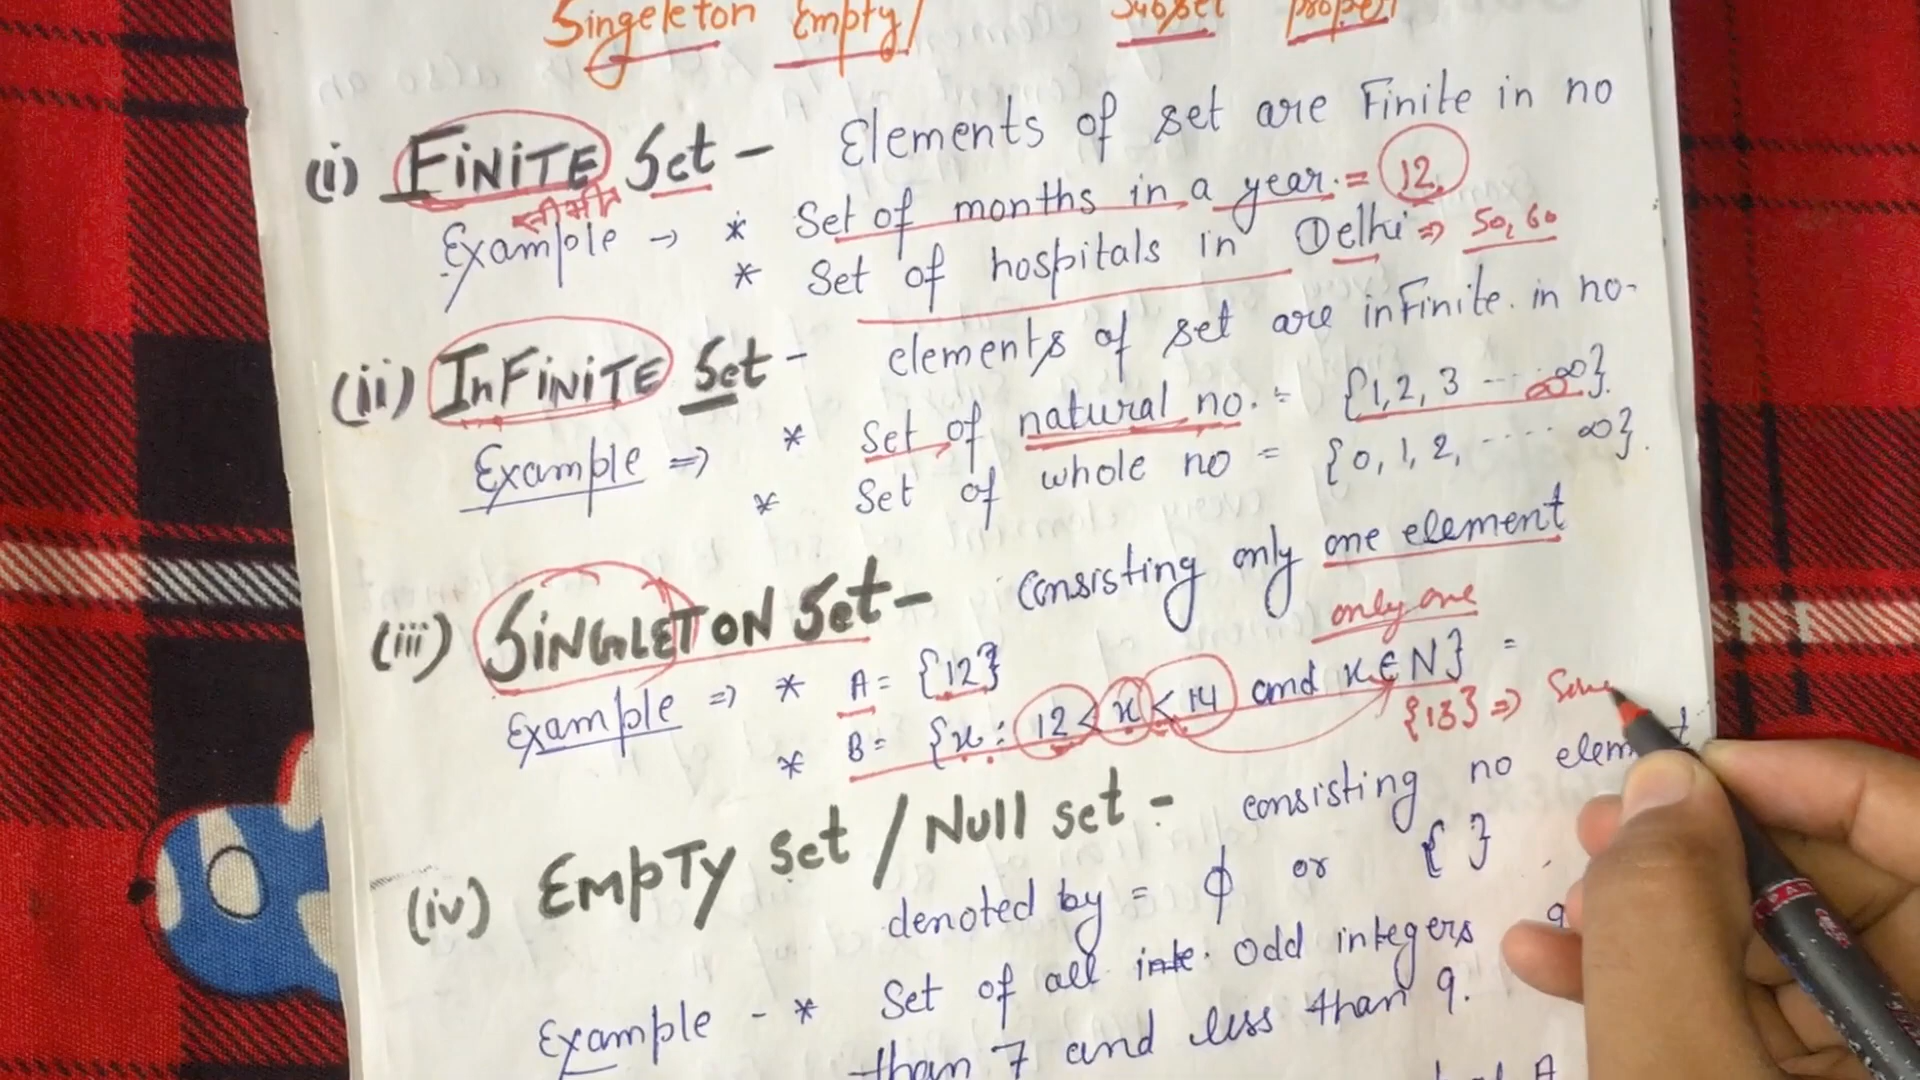 Singeleton Empty/ Subset proper
(i) FiNiTE Set - Elements of set are Finite in no
सीमित
Example → * Set of months in a year. = 12
* Set of hospitals in Delhi ⇒ 50, 60
(ii) InFiNiTE Set - elements of set are infinite. in no.
Example ⇒ * Set of natural no. = {1, 2, 3 --- ∞}.
* Set of whole no = {0, 1, 2, ..... ∞}.
(iii) SiNGLETON Set - consisting only one element
only one
Example ⇒ * A = {12}
* B = {x : 12 < x < 14 and x ∈ N} =
{13} ⇒
(iv) EmpTy set / Null set - consisting no
denoted by = ϕ or { }
Example - * Set of all odd integers
than 7 and less than 9.
A